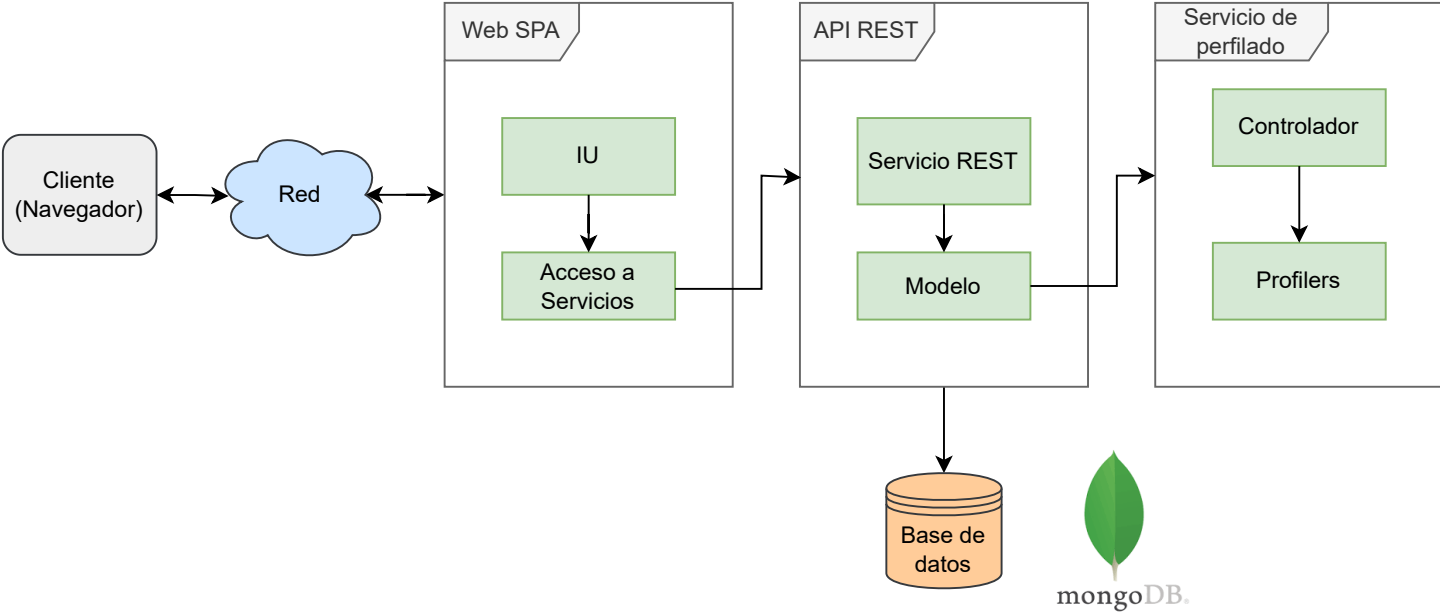 Web SPA
API REST
Servicio de
perfilado
IU
Servicio REST
Controlador
Cliente
(Navegador)
Red
Acceso a
Servicios
Modelo
Profilers
Base de
datos
mongoDB.